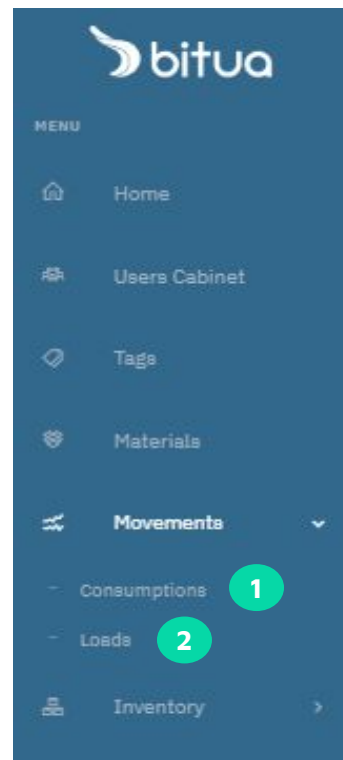 bitua
MENU
Home
Users Cabinet
Tags
Materials
Movements
- Consumptions 1
- Loads 2
Inventory